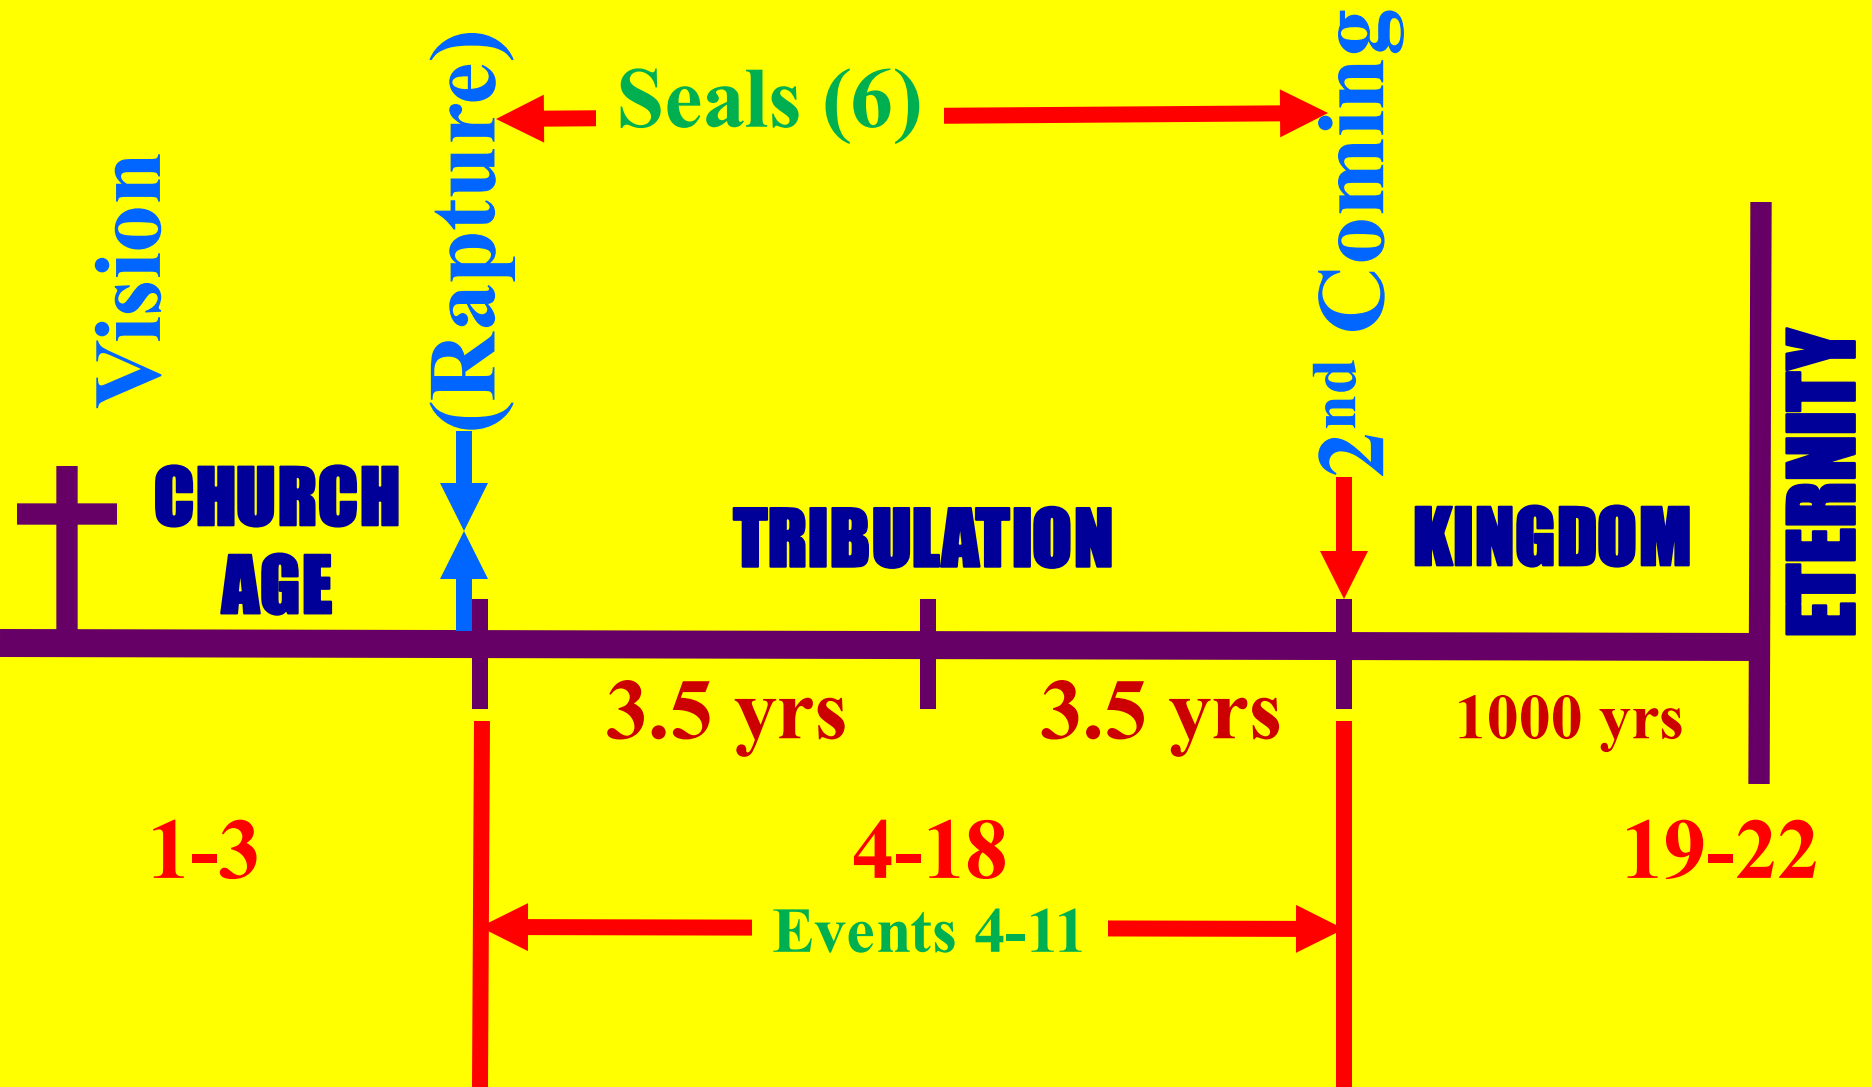 Seals (6)
Vision
(Rapture)
2nd Coming
CHURCH
AGE
TRIBULATION
KINGDOM
ETERNITY
3.5 yrs
3.5 yrs
1000 yrs
1-3
4-18
19-22
Events 4-11